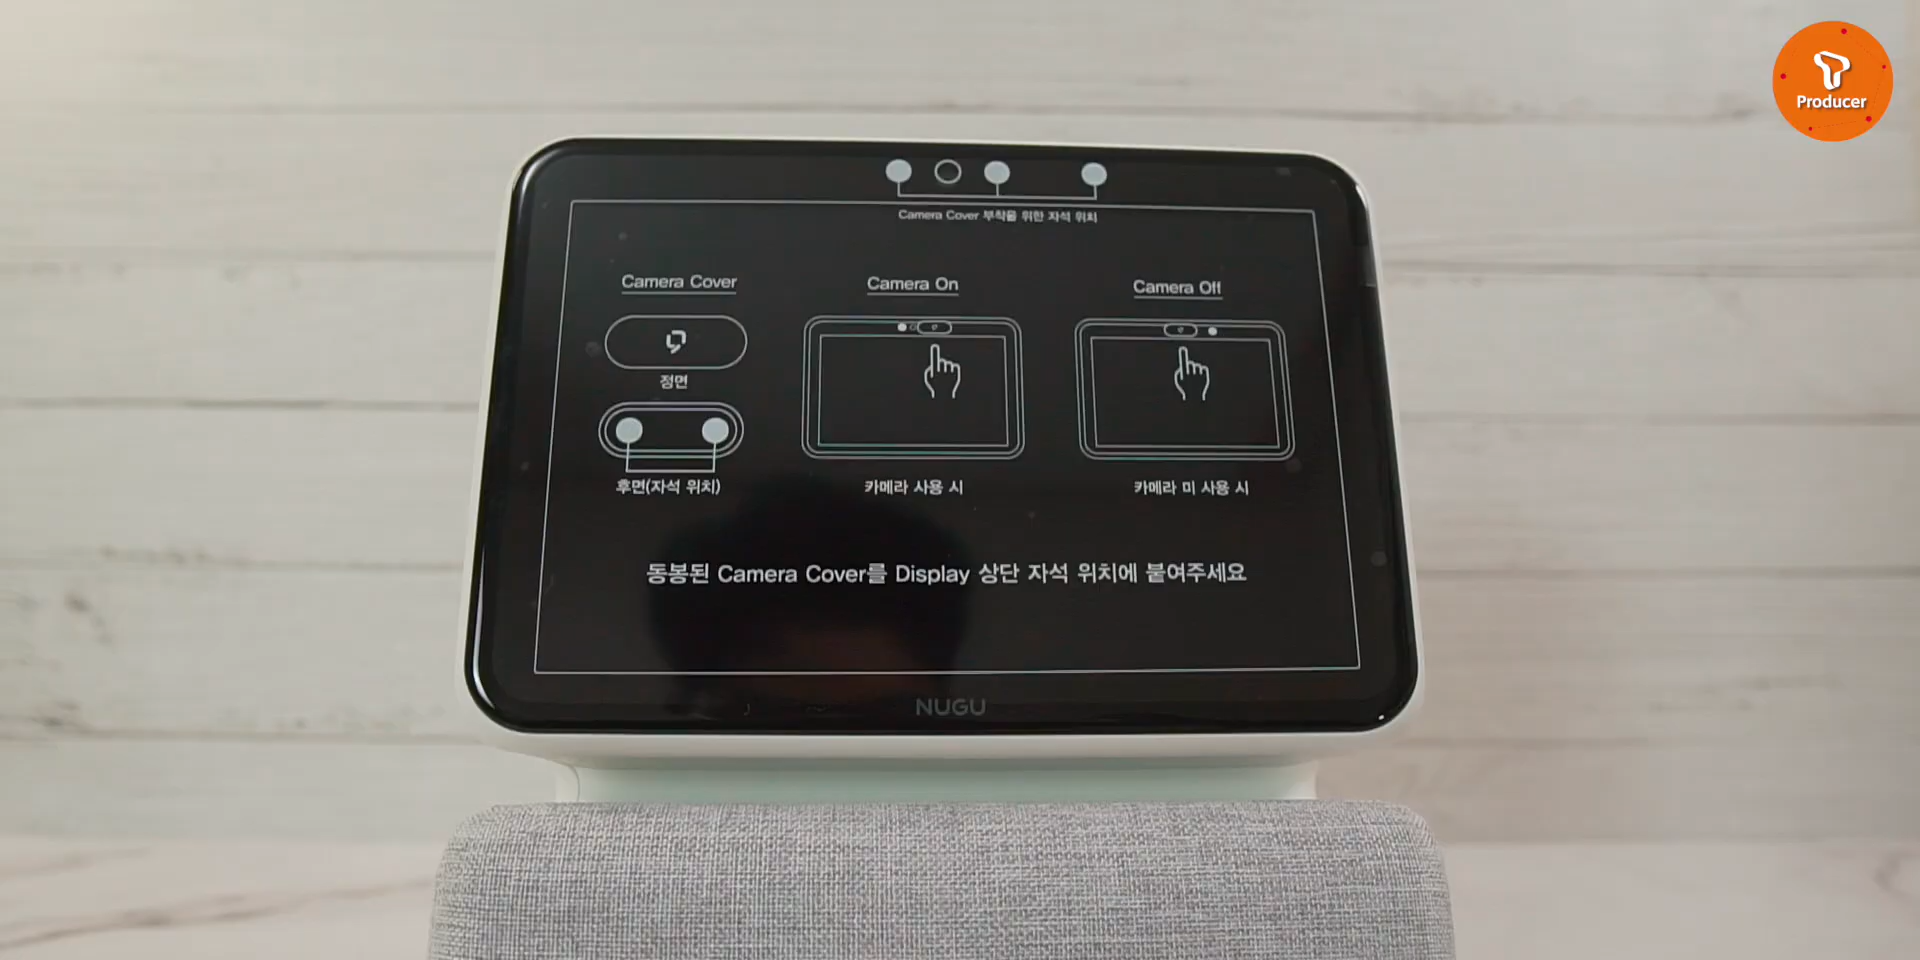 Producer
Camera Cover 부착을 위한 자석 위치
Camera Cover
정면
후면(자석 위치)
Camera On
카메라 사용 시
Camera Off
카메라 미 사용 시
동봉된 Camera Cover를 Display 상단 자석 위치에 붙여주세요
NUGU